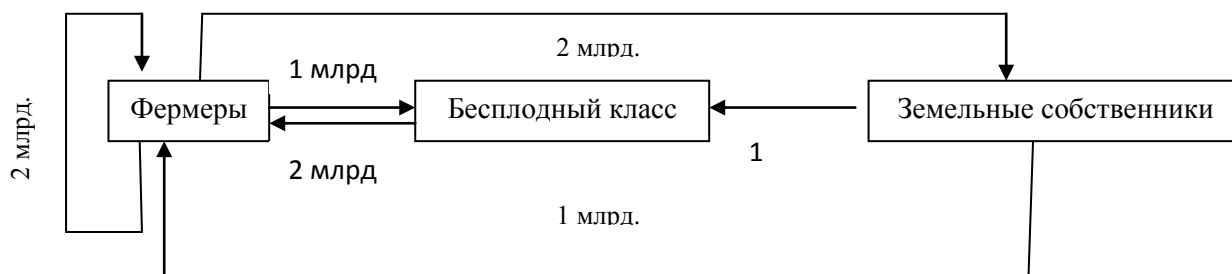 2 млрд.
1 млрд
Фермеры
Бесплодный класс
Земельные собственники
2 млрд.
2 млрд
1
1 млрд.